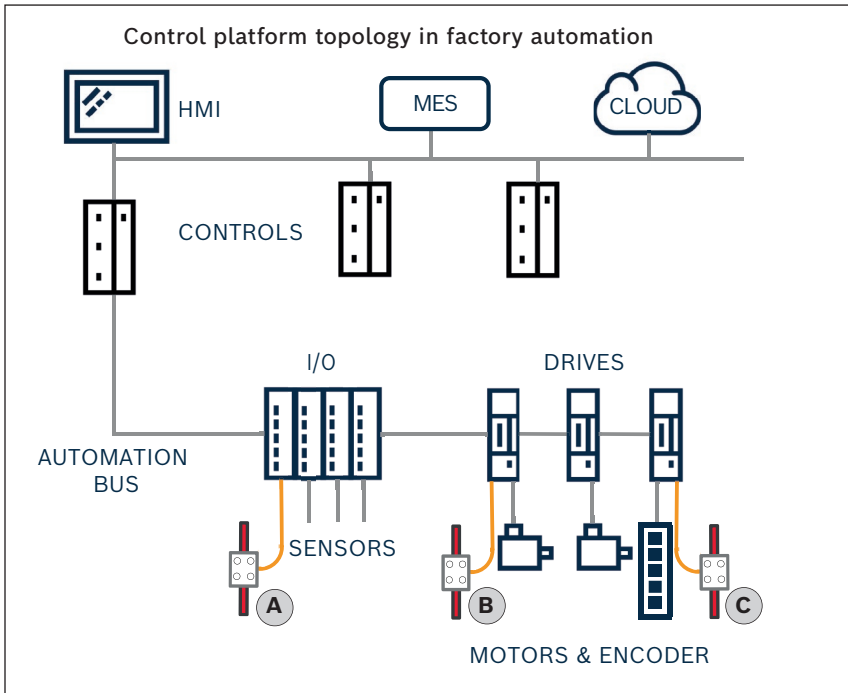 Control platform topology in factory automation
HMI
MES
CLOUD
CONTROLS
I/O
DRIVES
AUTOMATION
BUS
SENSORS
A
B
C
MOTORS & ENCODER